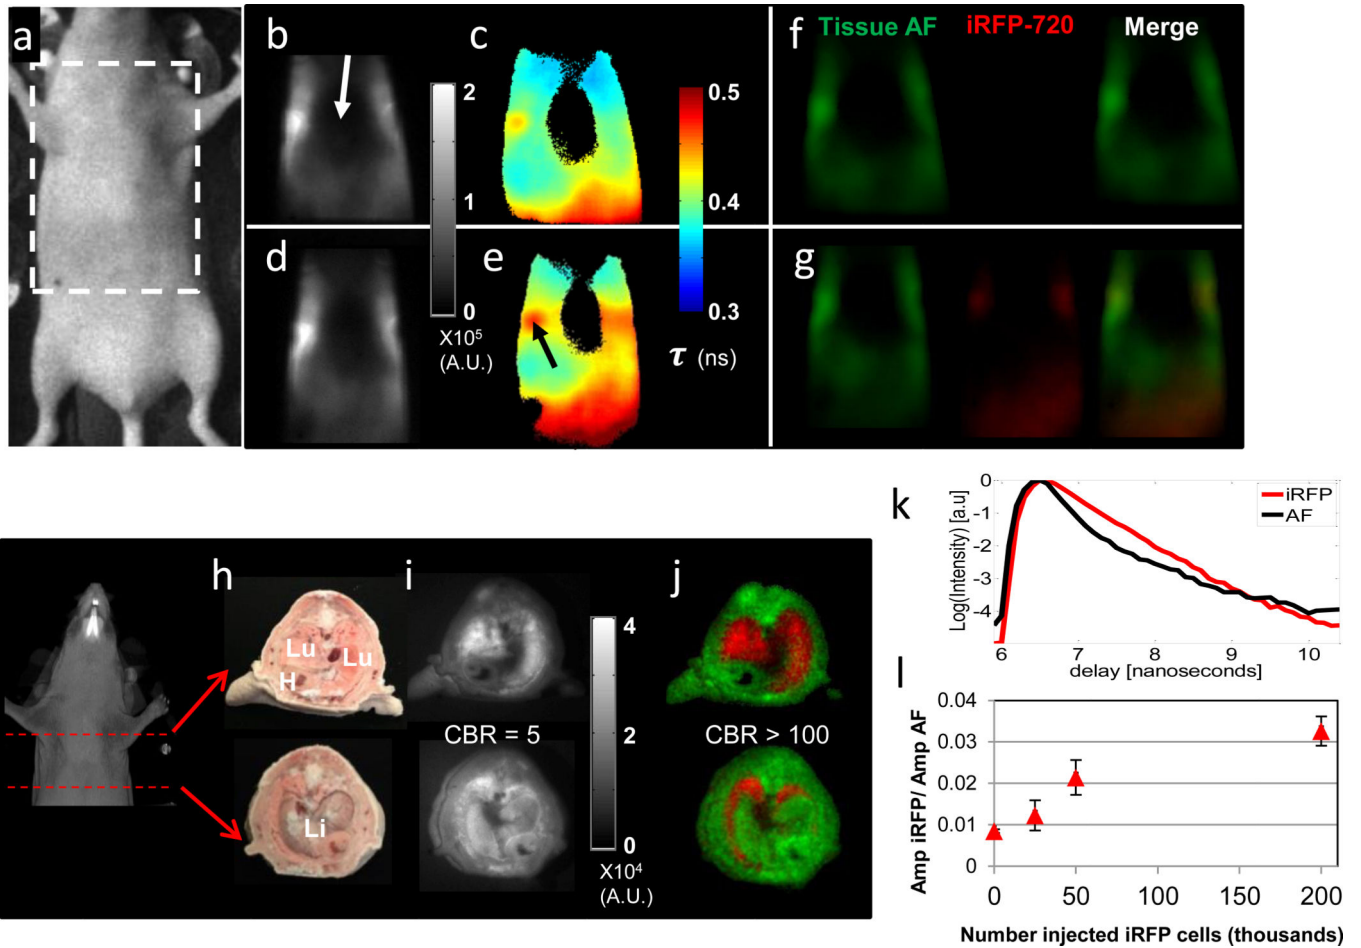 a
b
c
f
Tissue AF
iRFP-720
Merge
2
1
0
X10⁵
(A.U.)
0.5
0.4
0.3
τ (ns)
d
e
g
h
i
j
Lu
Lu
H
Li
CBR = 5
CBR > 100
4
2
0
X10⁴
(A.U.)
k
Log(Intensity) [a.u]
0
-1
-2
-3
-4
iRFP
AF
6
7
8
9
10
delay [nanoseconds]
l
Amp iRFP/ Amp AF
0.04
0.03
0.02
0.01
0
0
50
100
150
200
Number injected iRFP cells (thousands)